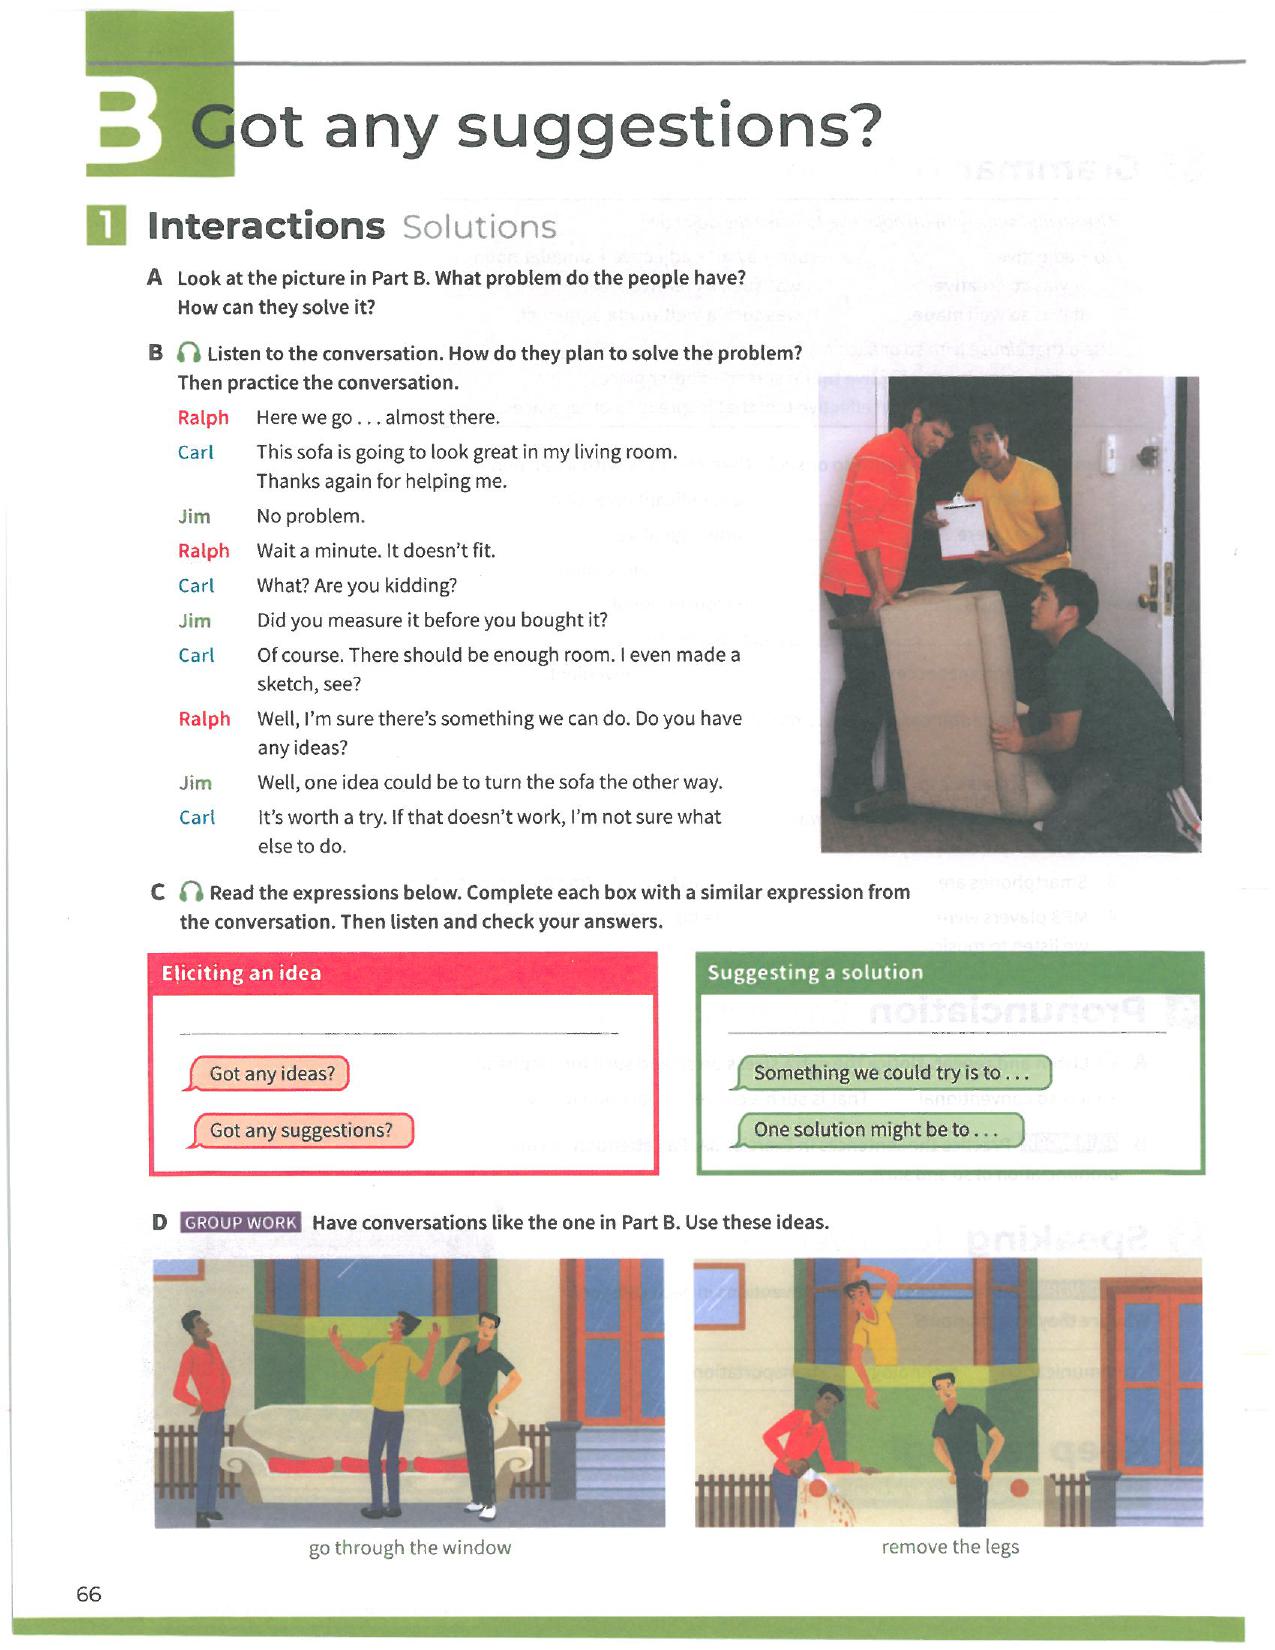 B Got any suggestions?
1 Interactions Solutions
A Look at the picture in Part B. What problem do the people have?
How can they solve it?
B Listen to the conversation. How do they plan to solve the problem?
Then practice the conversation.
Ralph Here we go . . . almost there.
Carl This sofa is going to look great in my living room.
Thanks again for helping me.
Jim No problem.
Ralph Wait a minute. It doesn't fit.
Carl What? Are you kidding?
Jim Did you measure it before you bought it?
Carl Of course. There should be enough room. I even made a
sketch, see?
Ralph Well, I'm sure there's something we can do. Do you have
any ideas?
Jim Well, one idea could be to turn the sofa the other way.
Carl It's worth a try. If that doesn't work, I'm not sure what
else to do.
C Read the expressions below. Complete each box with a similar expression from
the conversation. Then listen and check your answers.
Eliciting an idea
Got any ideas?
Got any suggestions?
Suggesting a solution
Something we could try is to . . .
One solution might be to . . .
D GROUP WORK Have conversations like the one in Part B. Use these ideas.
go through the window
remove the legs
66